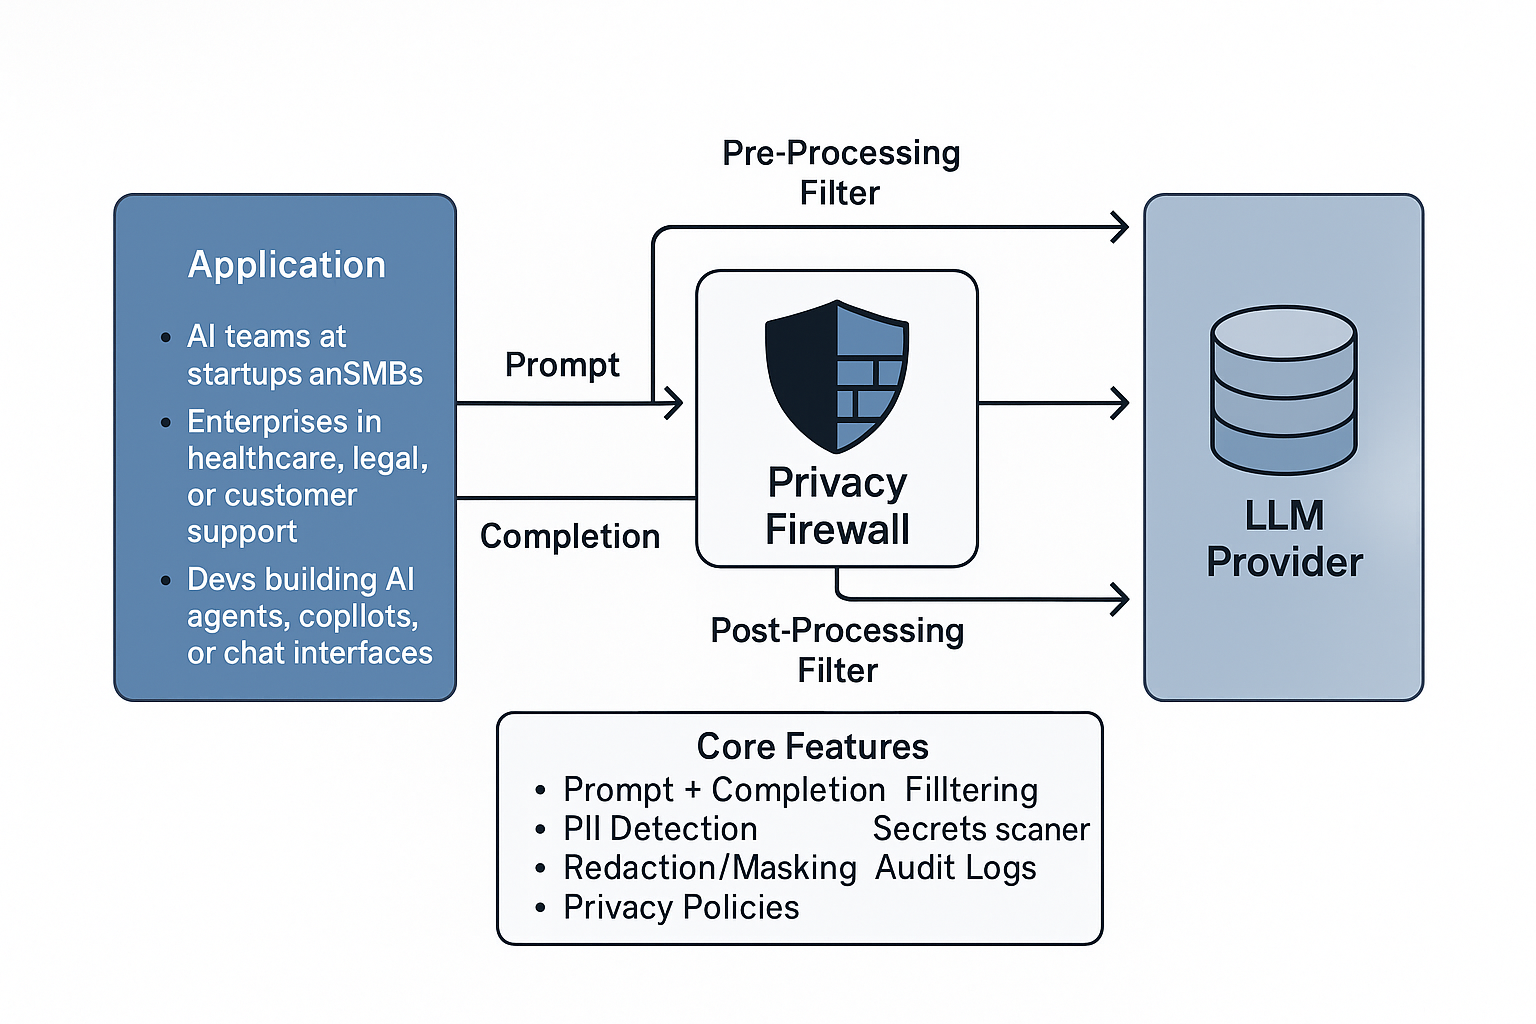 Pre-Processing
Filter
Application
• AI teams at
startups anSMBs
• Enterprises in
healthcare, legal,
or customer
support
• Devs building AI
agents, copllots,
or chat interfaces
Prompt
Completion
Privacy
Firewall
Post-Processing
Filter
LLM
Provider
Core Features
• Prompt + Completion Filltering
• PII Detection Secrets scaner
• Redaction/Masking Audit Logs
• Privacy Policies